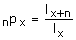 ₙpₓ = lₓ₊ₙ / lₓ